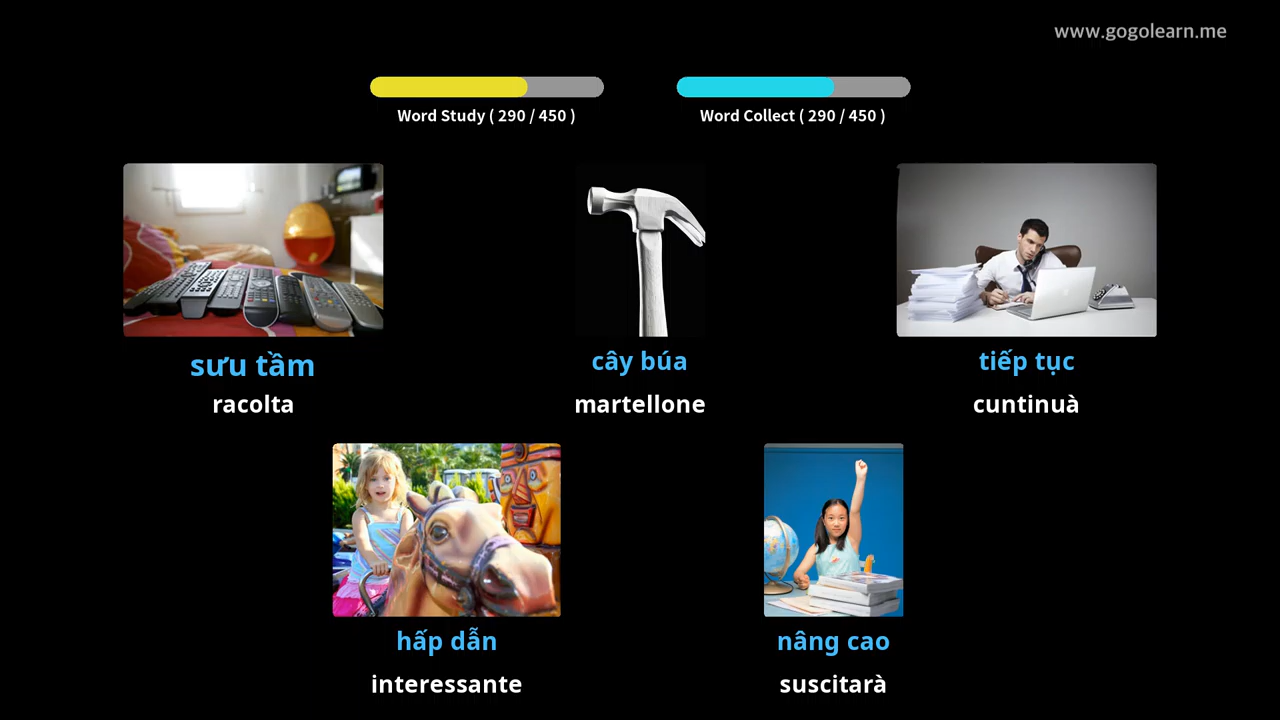 www.gogolearn.me
Word Study ( 290 / 450 )
Word Collect ( 290 / 450 )
sưu tầm
racolta
cây búa
martellone
tiếp tục
cuntinuà
hấp dẫn
interessante
nâng cao
suscitarà